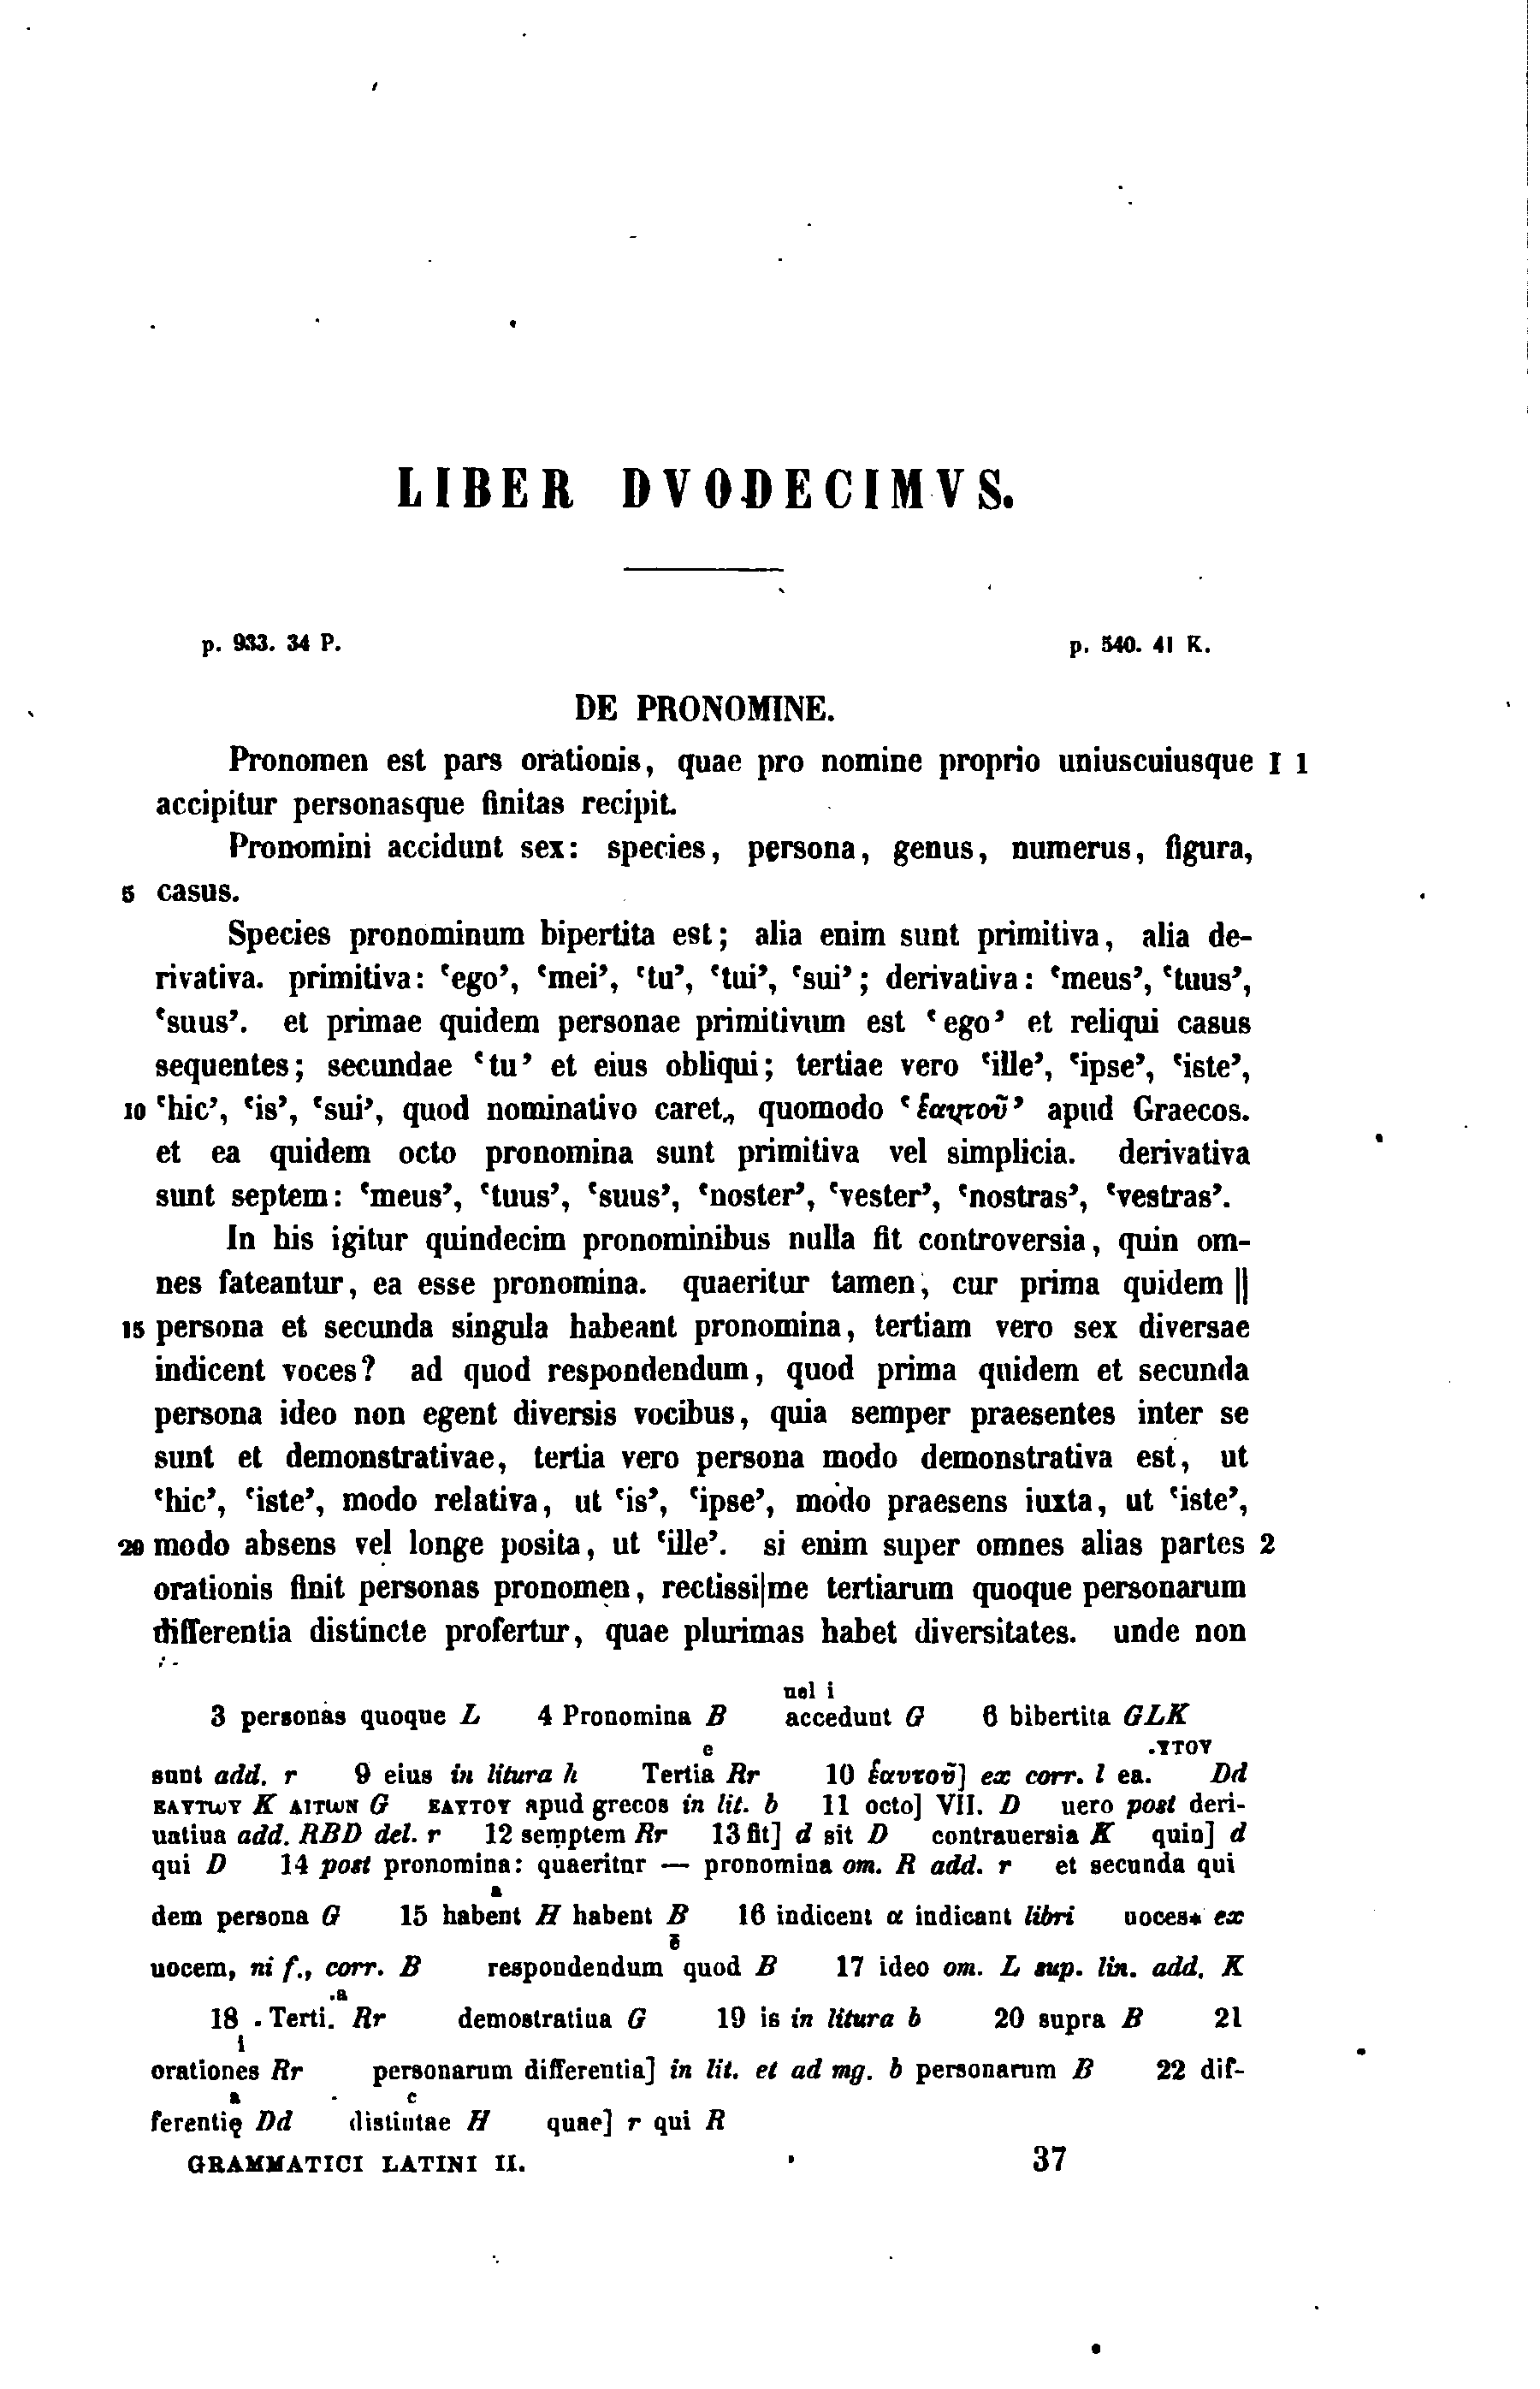 LIBER DVODECIMVS.
p. 933. 34 P. p. 540. 41 K.
DE PRONOMINE.
Pronomen est pars orationis, quae pro nomine proprio uniuscuiusque I 1
accipitur personasque finitas recipit.
Pronomini accidunt sex: species, persona, genus, numerus, figura,
5 casus.
Species pronominum bipertita est; alia enim sunt primitiva, alia de-
rivativa. primitiva: ‘ego’, ‘mei’, ‘tu’, ‘tui’, ‘sui’; derivativa: ‘meus’, ‘tuus’,
‘suus’. et primae quidem personae primitivum est ‘ego’ et reliqui casus
sequentes; secundae ‘tu’ et eius obliqui; tertiae vero ‘ille’, ‘ipse’, ‘iste’,
10 ‘hic’, ‘is’, ‘sui’, quod nominativo caret, quomodo ‘ἑαυτοῦ’ apud Graecos.
et ea quidem octo pronomina sunt primitiva vel simplicia. derivativa
sunt septem: ‘meus’, ‘tuus’, ‘suus’, ‘noster’, ‘vester’, ‘nostras’, ‘vestras’.
In his igitur quindecim pronominibus nulla fit controversia, quin om-
nes fateantur, ea esse pronomina. quaeritur tamen, cur prima quidem ||
15 persona et secunda singula habeant pronomina, tertiam vero sex diversae
indicent voces? ad quod respondendum, quod prima quidem et secunda
persona ideo non egent diversis vocibus, quia semper praesentes inter se
sunt et demonstrativae, tertia vero persona modo demonstrativa est, ut
‘hic’, ‘iste’, modo relativa, ut ‘is’, ‘ipse’, modo praesens iuxta, ut ‘iste’,
20 modo absens vel longe posita, ut ‘ille’. si enim super omnes alias partes 2
orationis finit personas pronomen, rectissi|me tertiarum quoque personarum
differentia distincte profertur, quae plurimas habet diversitates. unde non
uel i
3 personas quoque L 4 Pronomina B accedunt G 6 bibertita GLK
e .ΥΤΟΥ
sunt add. r 9 eius in litura h Tertia Rr 10 ἑαυτοῦ] ex corr. l ea. Dd
ΕΑΥΤωΥ K ΑΙΤωΝ G ΕΑΥΤΟΥ apud grecos in lit. b 11 octo] VII. D uero post deri-
uatiua add. RBD del. r 12 semptem Rr 13 fit] d sit D contrauersia K quin] d
qui D 14 post pronomina: quaeritur — pronomina om. R add. r et secunda qui
a
dem persona G 15 habent H habent B 16 indicent α indicant libri uoces* ex
ē
uocem, ni f., corr. B respondendum quod B 17 ideo om. L sup. lin. add. K
.a
18 . Terti. Rr demostratiua G 19 is in litura b 20 supra B 21
i
orationes Rr personarum differentia] in lit. et ad mg. b personarum B 22 dif-
a c
ferentię Dd distintae H quae] r qui R
GRAMMATICI LATINI II. 37